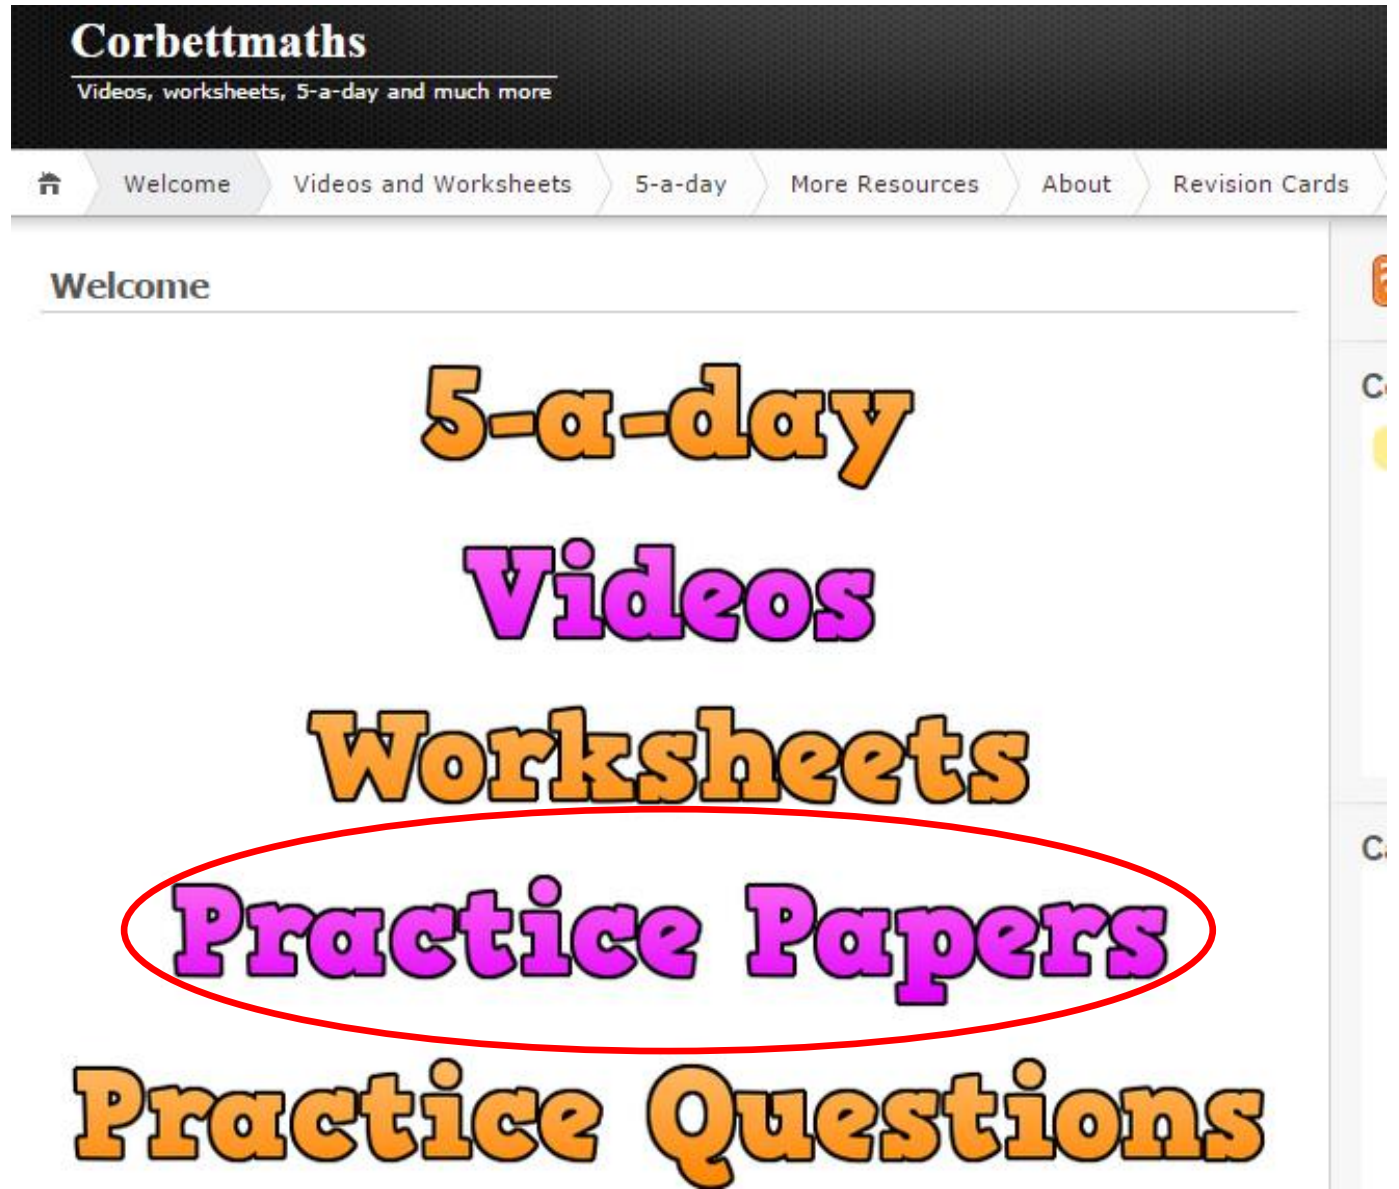 Corbettmaths
Videos, worksheets, 5-a-day and much more
Welcome Videos and Worksheets 5-a-day More Resources About Revision Cards
Welcome
5-a-day
Videos
Worksheets
Practice Papers
Practice Questions